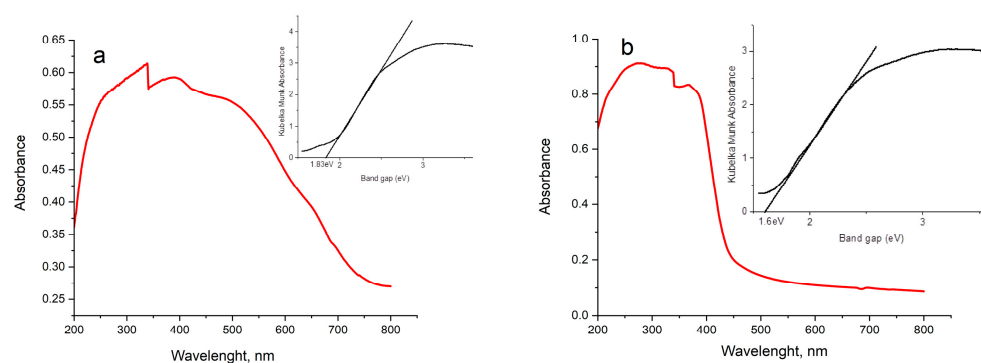 a
0.65
0.60
0.55
0.50
0.45
0.40
0.35
0.30
0.25
200 300 400 500 600 700 800
Absorbance
Wavelenght, nm
Kubelka Munk Absorbance
4
3
2
1
0
1.83eV 2 3
Band gap (eV)
b
1.0
0.8
0.6
0.4
0.2
0.0
200 300 400 500 600 700 800
Absorbance
Wavelenght, nm
Kubelka Munk Absorbance
3
2
1
0
1.6eV 2 3
Band gap (eV)